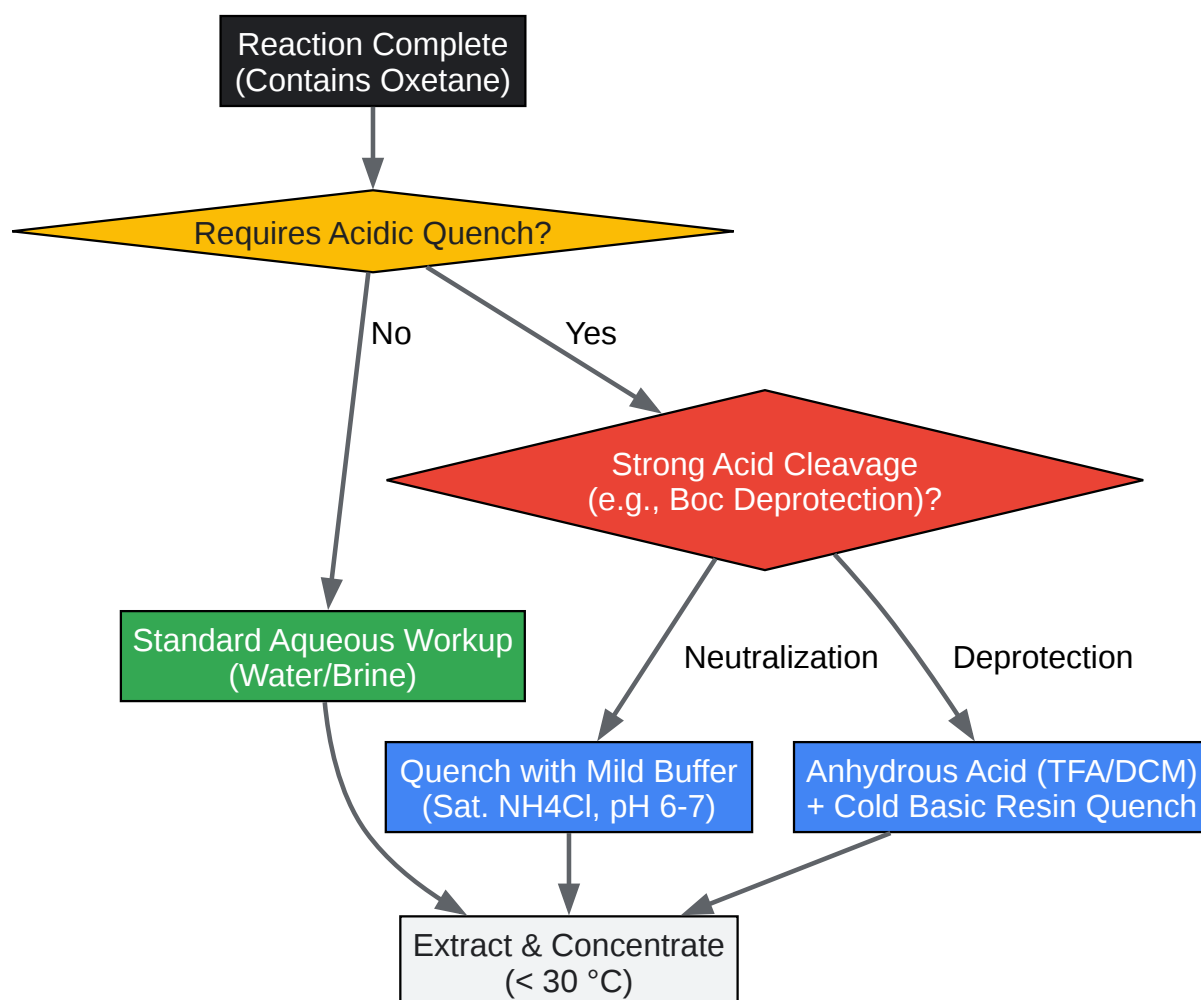 Reaction Complete
(Contains Oxetane)
Requires Acidic Quench?
No
Yes
Strong Acid Cleavage
(e.g., Boc Deprotection)?
Standard Aqueous Workup
(Water/Brine)
Neutralization
Deprotection
Quench with Mild Buffer
(Sat. NH4Cl, pH 6-7)
Anhydrous Acid (TFA/DCM)
+ Cold Basic Resin Quench
Extract & Concentrate
(< 30 °C)